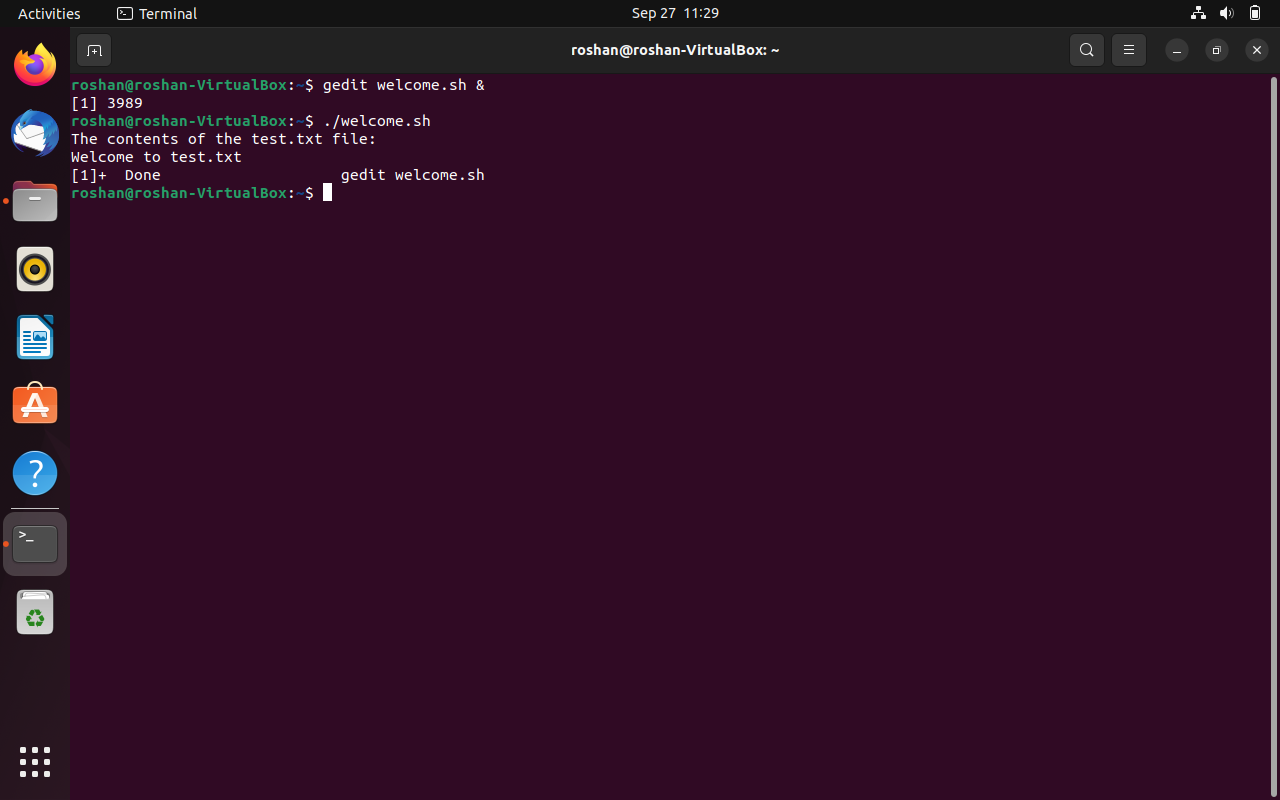 Activities Terminal Sep 27 11:29
roshan@roshan-VirtualBox: ~
roshan@roshan-VirtualBox:~$ gedit welcome.sh &
[1] 3989
roshan@roshan-VirtualBox:~$ ./welcome.sh
The contents of the test.txt file:
Welcome to test.txt
[1]+  Done                    gedit welcome.sh
roshan@roshan-VirtualBox:~$